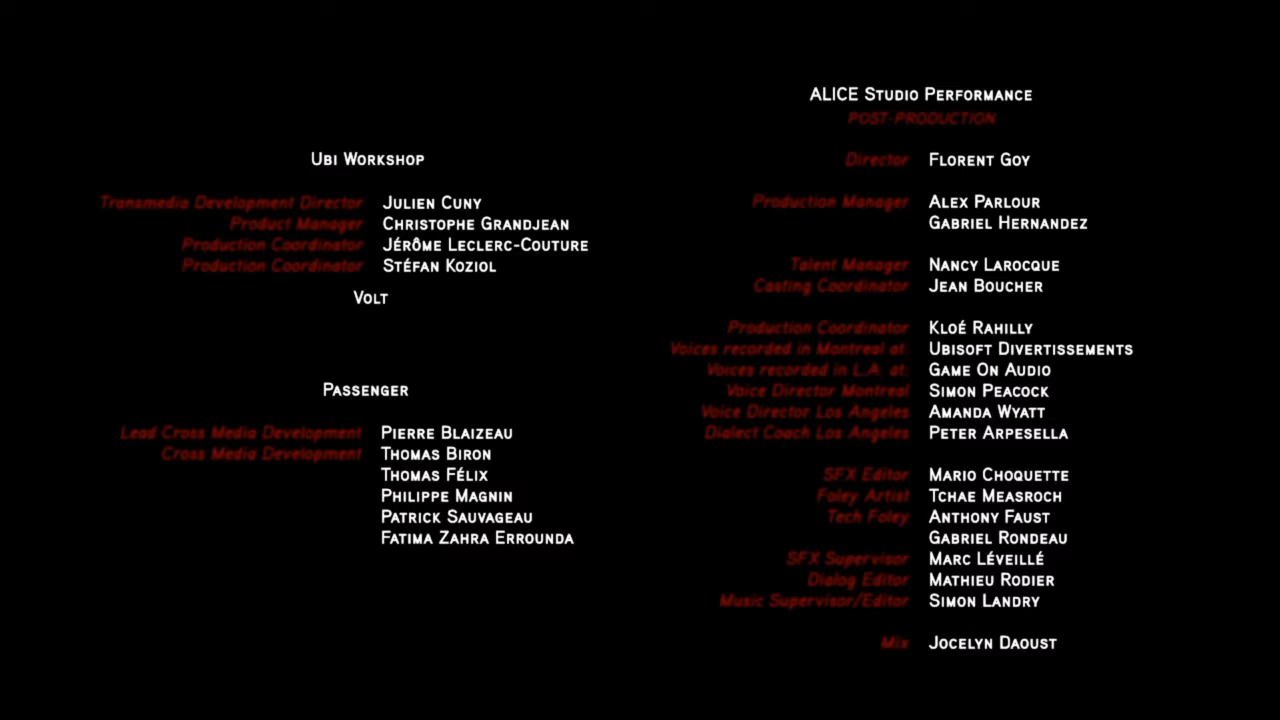 Ubi Workshop
Transmedia Development Director Julien Cuny
Product Manager Christophe Grandjean
Production Coordinator Jérôme Leclerc-Couture
Production Coordinator Stéfan Koziol
Volt
Passenger
Lead Cross Media Development Pierre Blaizeau
Cross Media Development Thomas Biron
Thomas Félix
Philippe Magnin
Patrick Sauvageau
Fatima Zahra Errounda
ALICE Studio Performance
POST-PRODUCTION
Director Florent Goy
Production Manager Alex Parlour
Gabriel Hernandez
Talent Manager Nancy Larocque
Casting Coordinator Jean Boucher
Production Coordinator Kloé Rahilly
Voices recorded in Montreal at: Ubisoft Divertissements
Voices recorded in L.A. at: Game On Audio
Voice Director Montreal Simon Peacock
Voice Director Los Angeles Amanda Wyatt
Dialect Coach Los Angeles Peter Arpesella
SFX Editor Mario Choquette
Foley Artist Tchae Measroch
Tech Foley Anthony Faust
Gabriel Rondeau
SFX Supervisor Marc Léveillé
Dialog Editor Mathieu Rodier
Music Supervisor/Editor Simon Landry
Mix Jocelyn Daoust